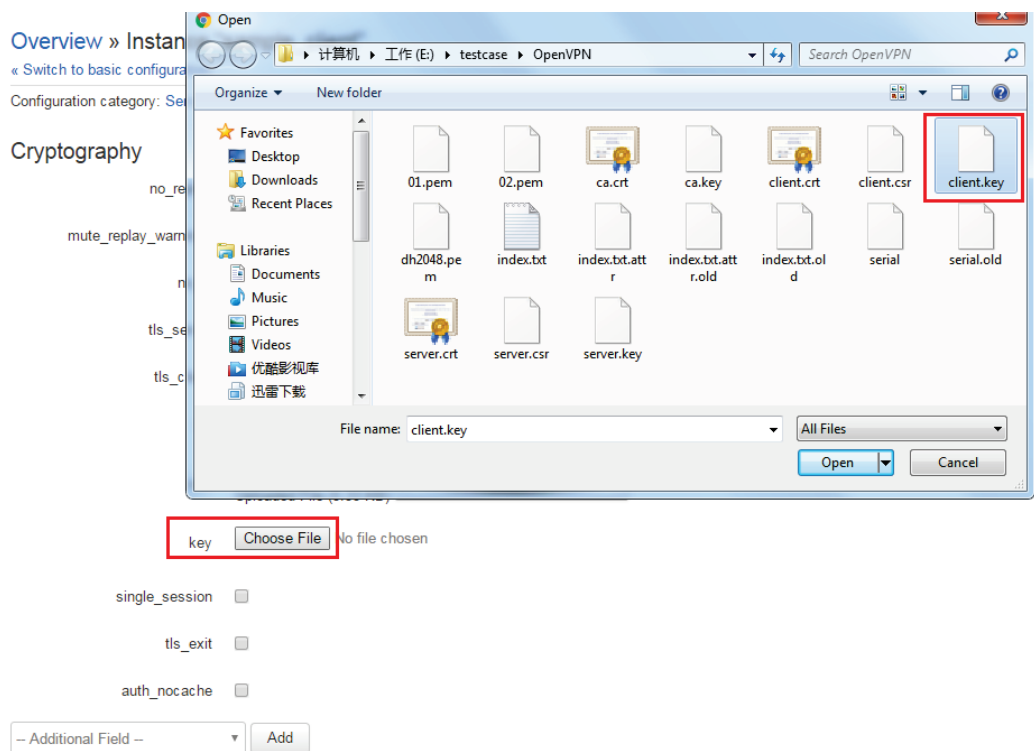 Open
Overview » Instan
« Switch to basic configura
Configuration category: Se
计算机 ▸ 工作 (E:) ▸ testcase ▸ OpenVPN
Search OpenVPN
Organize
New folder
Cryptography
no_re
mute_replay_warn
n
tls_se
tls_c
Favorites
Desktop
Downloads
Recent Places
Libraries
Documents
Music
Pictures
Videos
优酷影视库
迅雷下载
01.pem
02.pem
ca.crt
ca.key
client.crt
client.csr
client.key
dh2048.pe
m
index.txt
index.txt.att
r
index.txt.att
r.old
index.txt.ol
d
serial
serial.old
server.crt
server.csr
server.key
File name: client.key
All Files
Open
Cancel
key Choose File No file chosen
single_session
tls_exit
auth_nocache
-- Additional Field -- Add